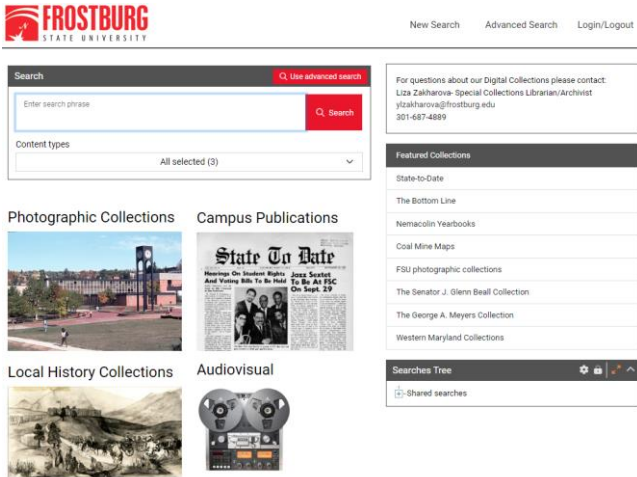 FROSTBURG
STATE UNIVERSITY
New Search Advanced Search Login/Logout
Search
Use advanced search
Enter search phrase
Search
Content types
All selected (3)
Photographic Collections
Campus Publications
State To Date
Hearings On Student Rights
And Voting Bills To Be Held
Jazz Sextet
To Be At FSC
On Sept. 29
Local History Collections
Audiovisual
For questions about our Digital Collections please contact:
Liza Zakharova- Special Collections Librarian/Archivist
ylzakharova@frostburg.edu
301-687-4889
Featured Collections
State-to-Date
The Bottom Line
Nemacolin Yearbooks
Coal Mine Maps
FSU photographic collections
The Senator J. Glenn Beall Collection
The George A. Meyers Collection
Western Maryland Collections
Searches Tree
Shared searches